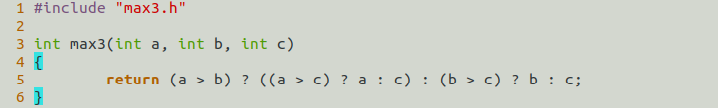 1 #include "max3.h"
2
3 int max3(int a, int b, int c)
4 {
5         return (a > b) ? ((a > c) ? a : c) : (b > c) ? b : c;
6 }